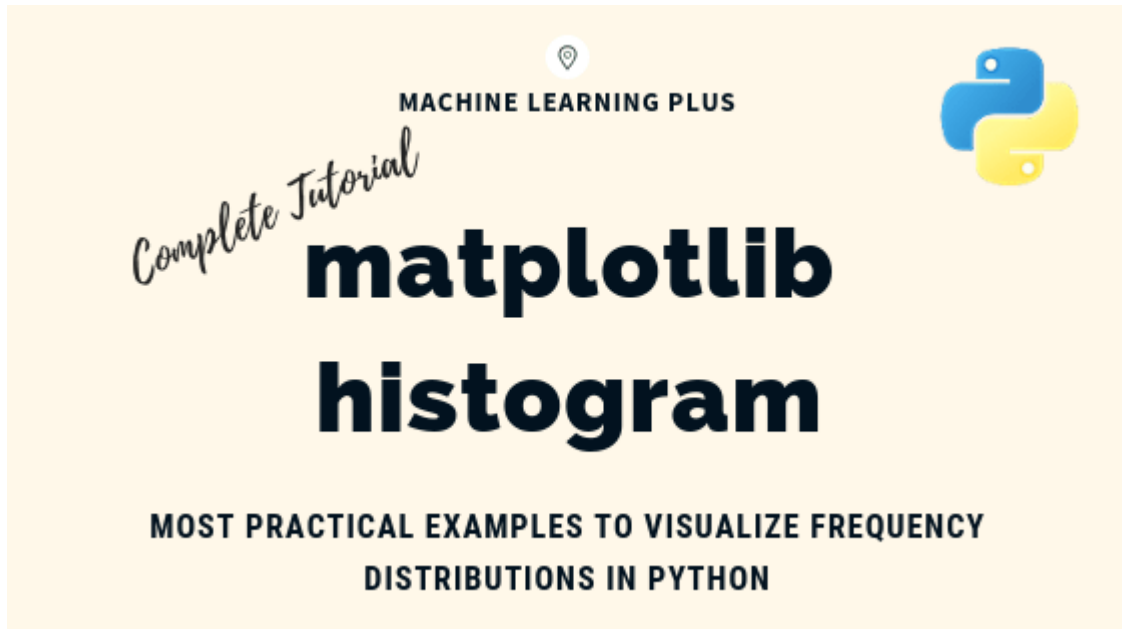 MACHINE LEARNING PLUS
Complete Tutorial
matplotlib
histogram
MOST PRACTICAL EXAMPLES TO VISUALIZE FREQUENCY
DISTRIBUTIONS IN PYTHON